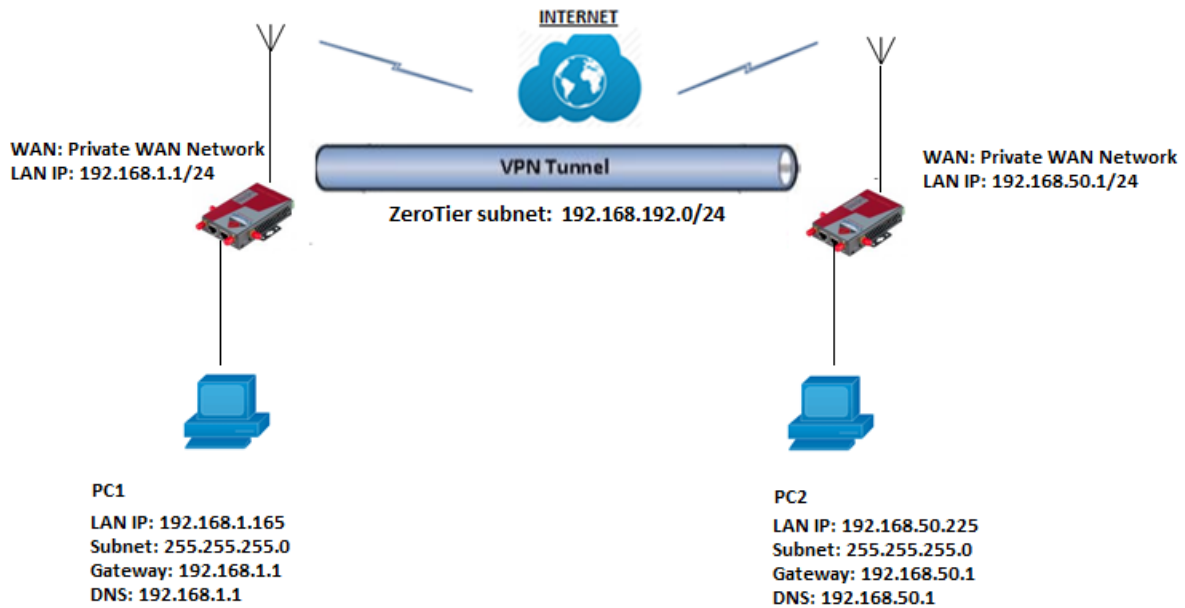 INTERNET
WAN: Private WAN Network
LAN IP: 192.168.1.1/24
VPN Tunnel
ZeroTier subnet: 192.168.192.0/24
WAN: Private WAN Network
LAN IP: 192.168.50.1/24
PC1
LAN IP: 192.168.1.165
Subnet: 255.255.255.0
Gateway: 192.168.1.1
DNS: 192.168.1.1
PC2
LAN IP: 192.168.50.225
Subnet: 255.255.255.0
Gateway: 192.168.50.1
DNS: 192.168.50.1